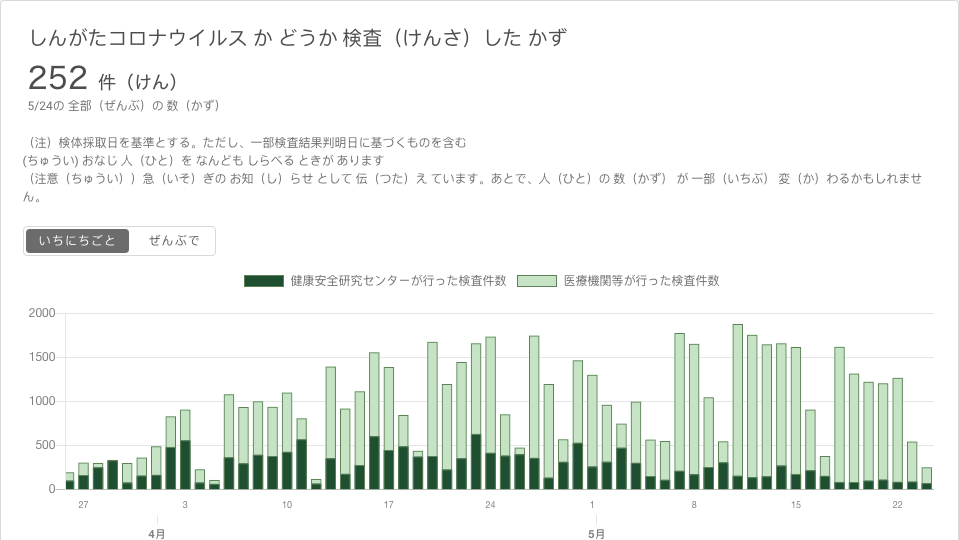 しんがたコロナウイルス か どうか 検査（けんさ）した かず
252 件（けん）
5/24の 全部（ぜんぶ）の 数（かず）
（注）検体採取日を基準とする。ただし、一部検査結果判明日に基づくものを含む
(ちゅうい) おなじ 人（ひと）を なんども しらべる ときが あります
（注意（ちゅうい））急（いそ）ぎの お知（し）らせ として 伝（つた）え ています。あとで、人（ひと）の 数（かず） が 一部（いちぶ） 変（か）わるかもしれませ
ん。
いちにちごと ぜんぶで
健康安全研究センターが行った検査件数 医療機関等が行った検査件数
2000
1500
1000
500
0
27 3 10 17 24 1 8 15 22
4月 5月